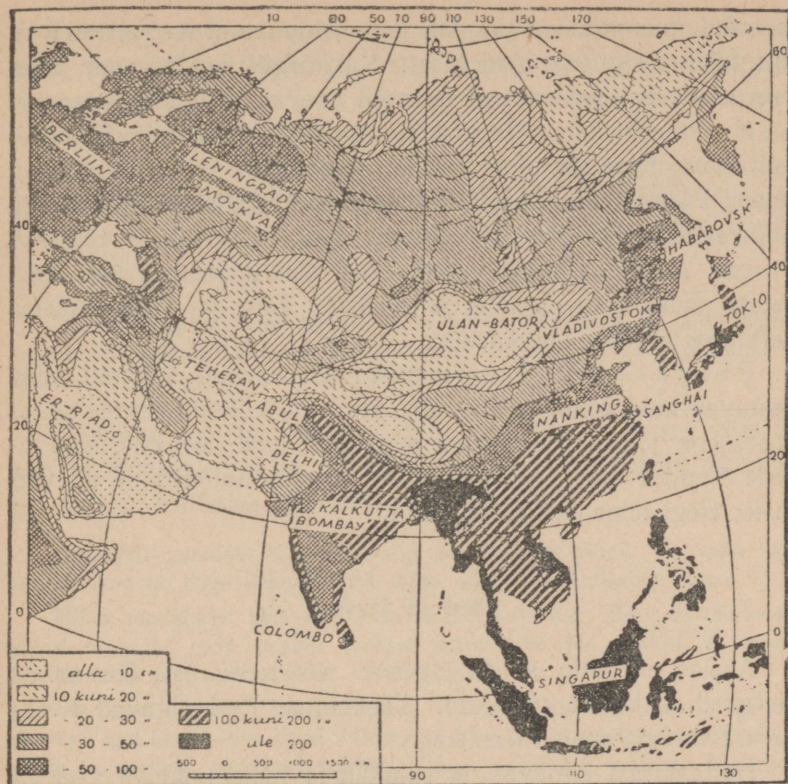 10 30 50 70 90 110 130 150 170
60
BERLIIN
LENINGRAD
MOSKVA
40
HABAROVSK
40
TOKIO
ULAN-BATOR
VLADIVOSTOK
TEHERAN
KABUL
ER-RIAD
NANKING
SANGHAI
20
DELHI
20
KALKUTTA
BOMBAY
0
COLOMBO
0
SINGAPUR
alla 10 cm
10 kuni 20 "
- 20 - 30 "
- 30 - 50 "
- 50 - 100 "
100 kuni 200 cm
üle 200
500 0 500 1000 1500 km
90 110 130